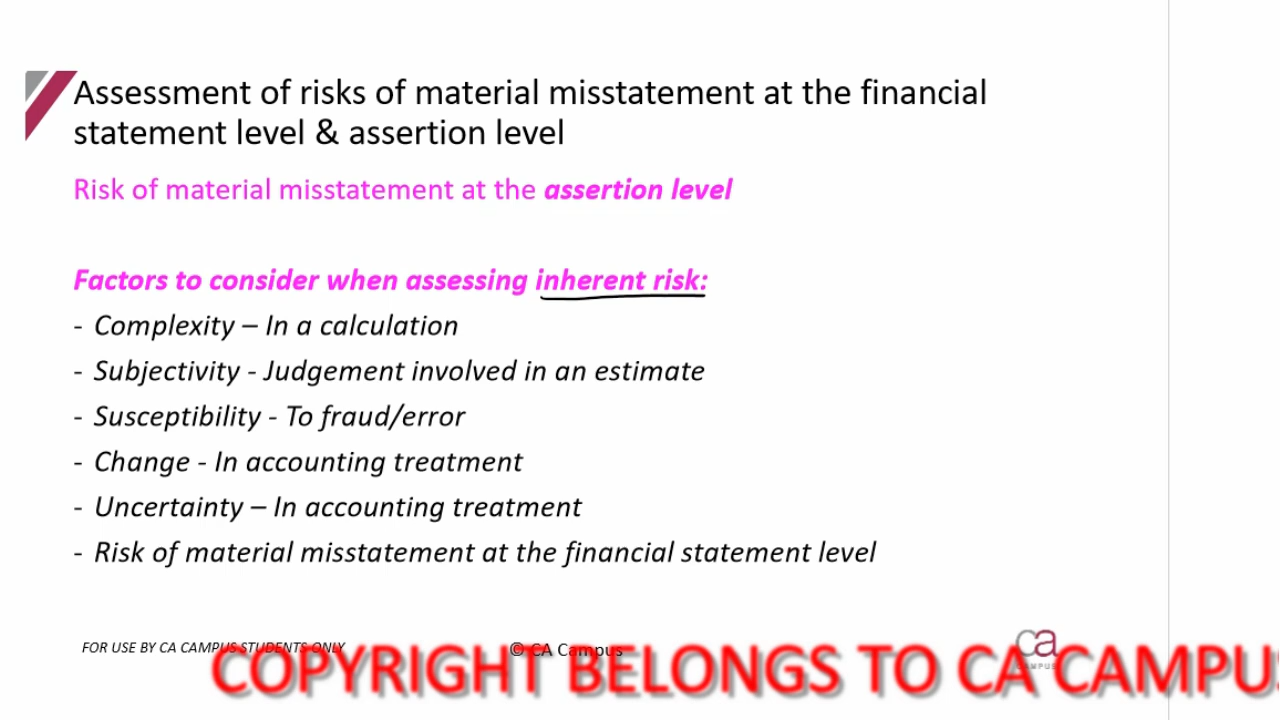 Assessment of risks of material misstatement at the financial
statement level & assertion level
Risk of material misstatement at the assertion level
Factors to consider when assessing inherent risk:
- Complexity – In a calculation
- Subjectivity - Judgement involved in an estimate
- Susceptibility - To fraud/error
- Change - In accounting treatment
- Uncertainty – In accounting treatment
- Risk of material misstatement at the financial statement level
FOR USE BY CA CAMPUS STUDENTS ONLY
© CA Campus
ca
CAMPUS
COPYRIGHT BELONGS TO CA CAMPUS